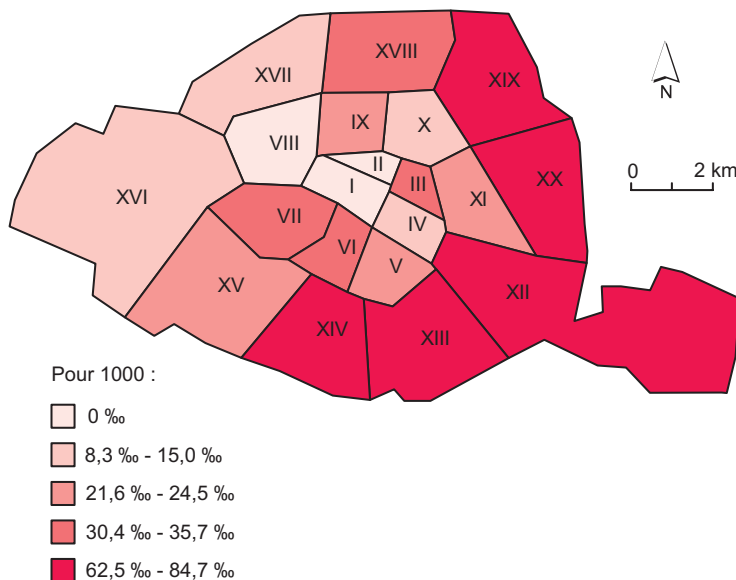 XVIII
XVII
XIX
N
IX
X
VIII
II
XX
I
III
0 2 km
XVI
XI
IV
VII
VI
V
XV
XII
XIV
XIII
Pour 1000 :
0 ‰
8,3 ‰ - 15,0 ‰
21,6 ‰ - 24,5 ‰
30,4 ‰ - 35,7 ‰
62,5 ‰ - 84,7 ‰